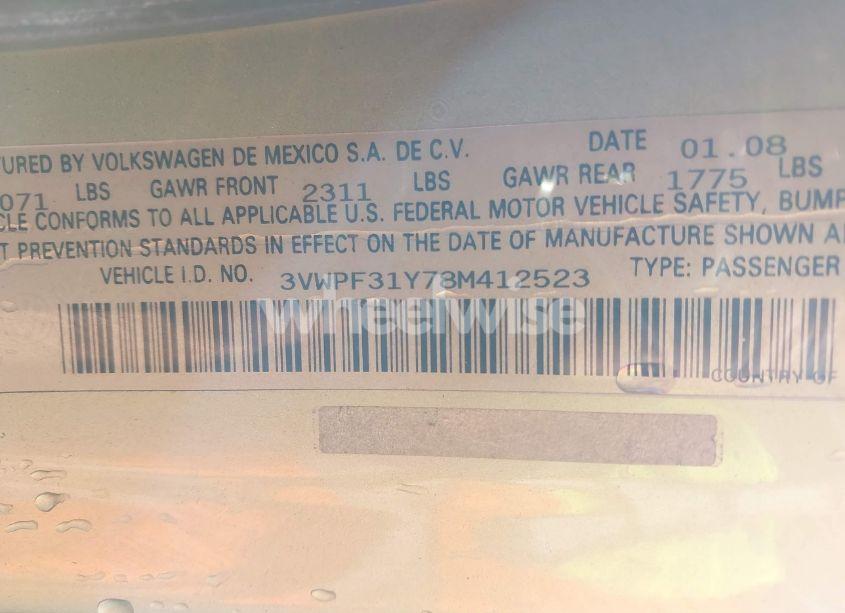 TURED BY VOLKSWAGEN DE MEXICO S.A. DE C.V. DATE 01.08
071 LBS GAWR FRONT 2311 LBS GAWR REAR 1775 LBS
CLE CONFORMS TO ALL APPLICABLE U.S. FEDERAL MOTOR VEHICLE SAFETY, BUMP
T PREVENTION STANDARDS IN EFFECT ON THE DATE OF MANUFACTURE SHOWN A
VEHICLE I.D. NO. 3VWPF31Y78M412523 TYPE: PASSENGER
wheelwise
COUNTRY OF